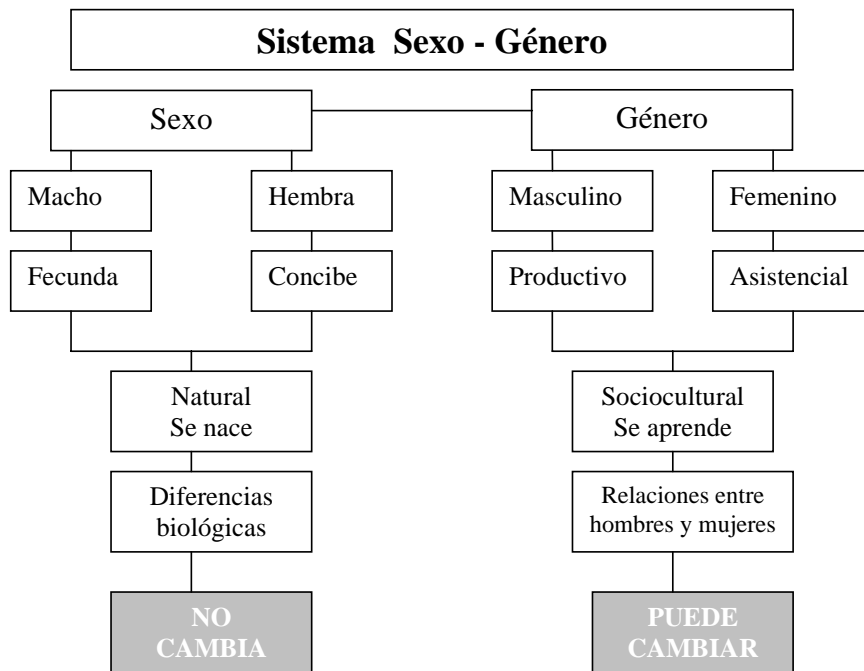 Sistema Sexo - Género
Sexo
Género
Macho
Hembra
Masculino
Femenino
Fecunda
Concibe
Productivo
Asistencial
Natural
Se nace
Sociocultural
Se aprende
Diferencias
biológicas
Relaciones entre
hombres y mujeres
NO
CAMBIA
PUEDE
CAMBIAR